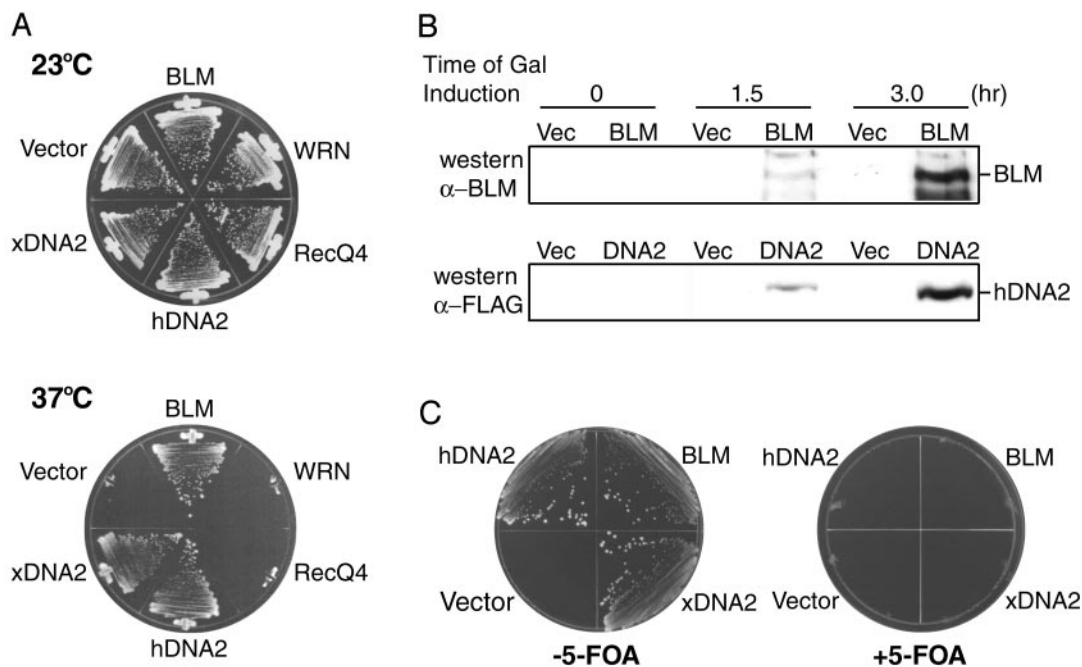 A
23°C
BLM
Vector
WRN
xDNA2
RecQ4
hDNA2
37°C
BLM
Vector
WRN
xDNA2
RecQ4
hDNA2
B
Time of Gal
Induction 0 1.5 3.0 (hr)
Vec BLM Vec BLM Vec BLM
western
α–BLM
BLM
Vec DNA2 Vec DNA2 Vec DNA2
western
α–FLAG
hDNA2
C
hDNA2 BLM
Vector xDNA2
-5-FOA
hDNA2 BLM
Vector xDNA2
+5-FOA